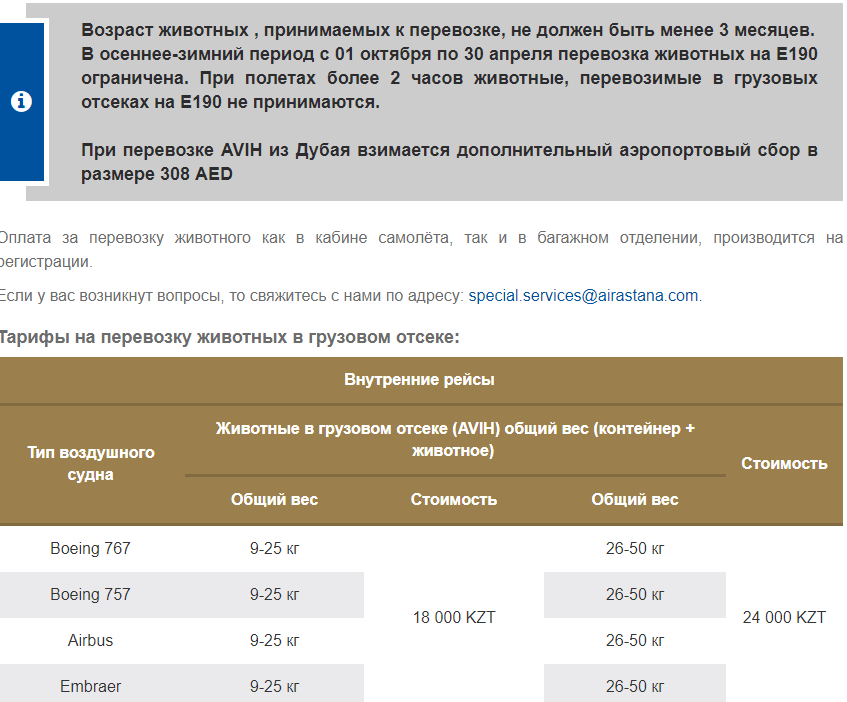 Возраст животных , принимаемых к перевозке, не должен быть менее 3 месяцев.
В осеннее-зимний период с 01 октября по 30 апреля перевозка животных на Е190
ограничена. При полетах более 2 часов животные, перевозимые в грузовых
отсеках на Е190 не принимаются.
При перевозке AVIH из Дубая взимается дополнительный аэропортовый сбор в
размере 308 AED
Оплата за перевозку животного как в кабине самолёта, так и в багажном отделении, производится на
регистрации.
Если у вас возникнут вопросы, то свяжитесь с нами по адресу: special.services@airastana.com.
Тарифы на перевозку животных в грузовом отсеке:
Внутренние рейсы
Тип воздушного
судна
Животные в грузовом отсеке (AVIH) общий вес (контейнер +
животное)
Стоимость
Общий вес Стоимость Общий вес
Boeing 767 9-25 кг 26-50 кг
Boeing 757 9-25 кг 26-50 кг
18 000 KZT 24 000 KZT
Airbus 9-25 кг 26-50 кг
Embraer 9-25 кг 26-50 кг